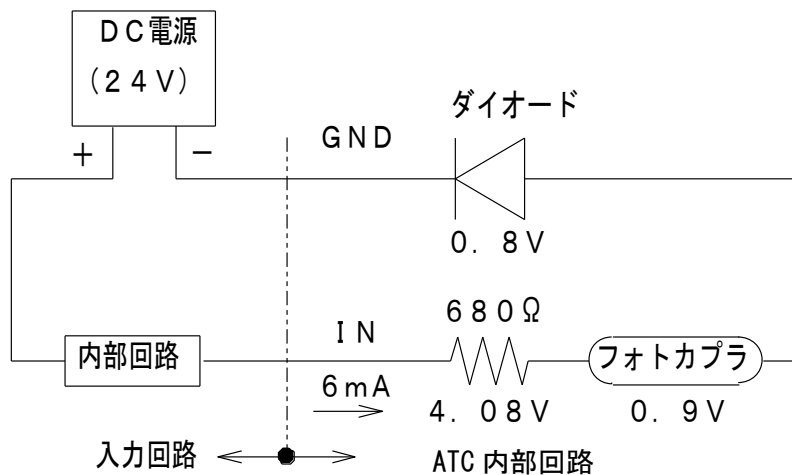 ＤＣ電源
(２４Ｖ)
＋
－
ＧＮＤ
ダイオード
０．８Ｖ
６８０Ω
内部回路
ＩＮ
フォトカプラ
６ｍＡ
４．０８Ｖ
０．９Ｖ
入力回路
ATC 内部回路